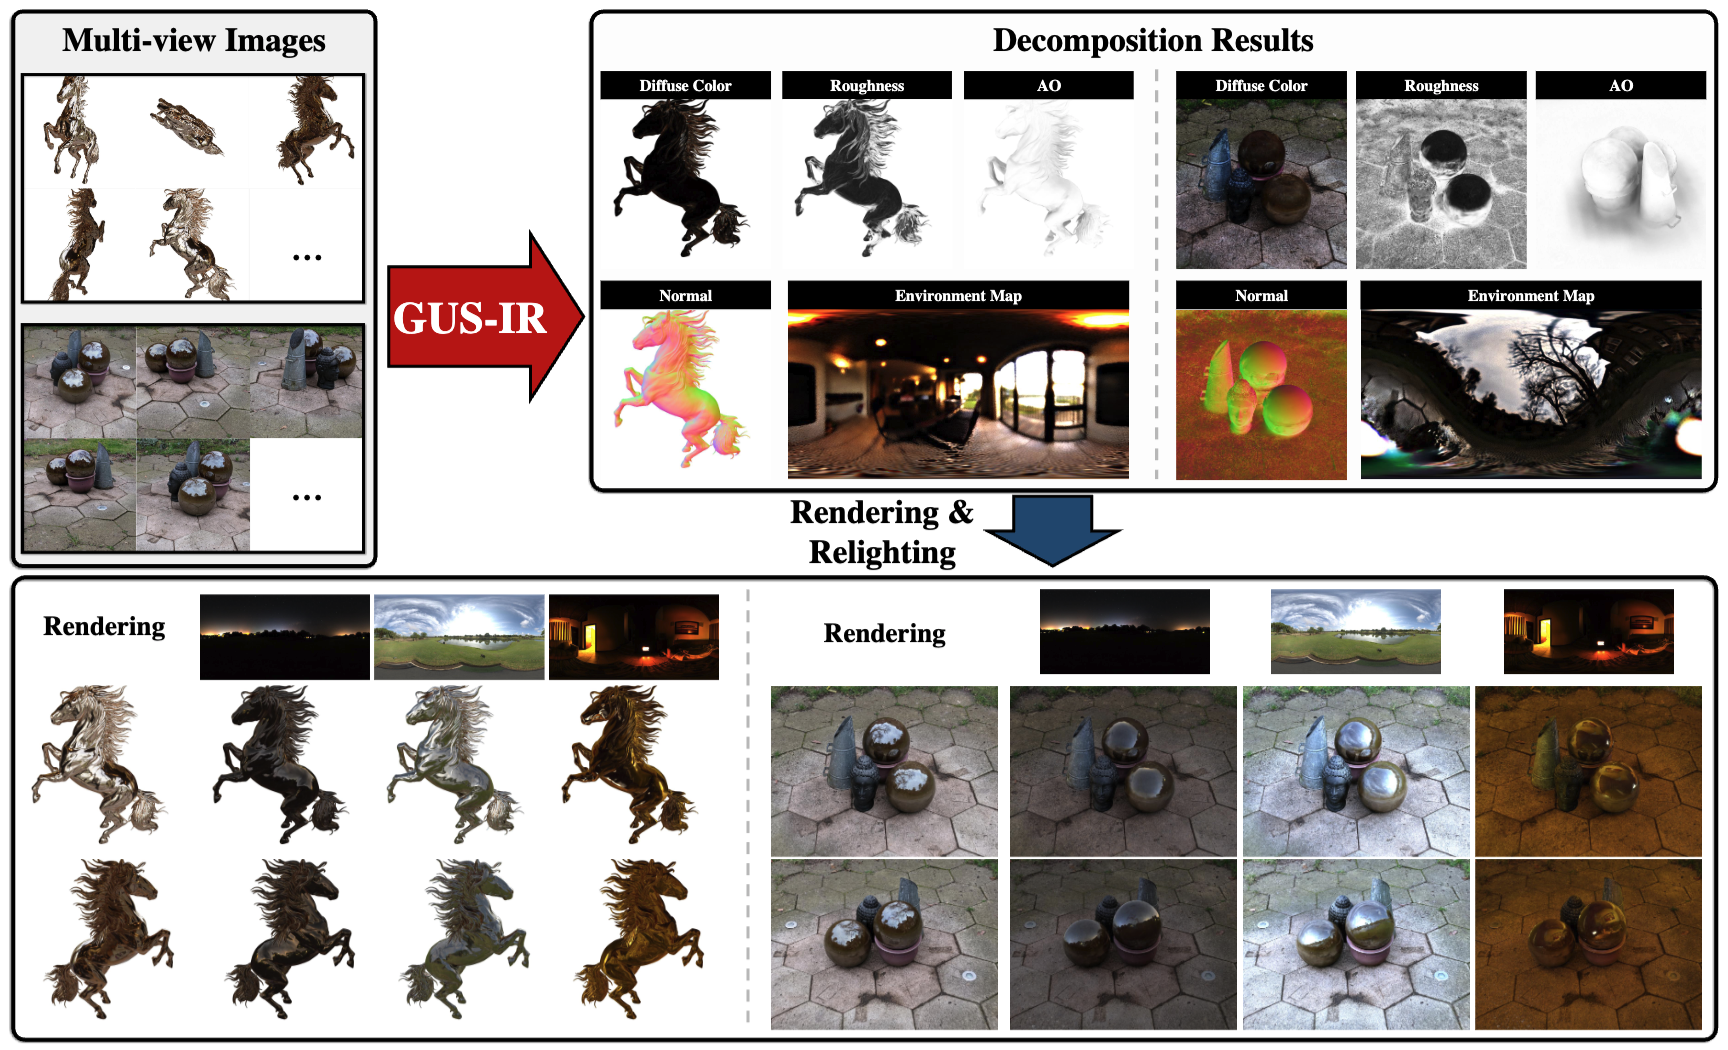 Multi-view Images
...
...
GUS-IR
Decomposition Results
Diffuse Color
Roughness
AO
Normal
Environment Map
Diffuse Color
Roughness
AO
Normal
Environment Map
Rendering &
Relighting
Rendering
Rendering